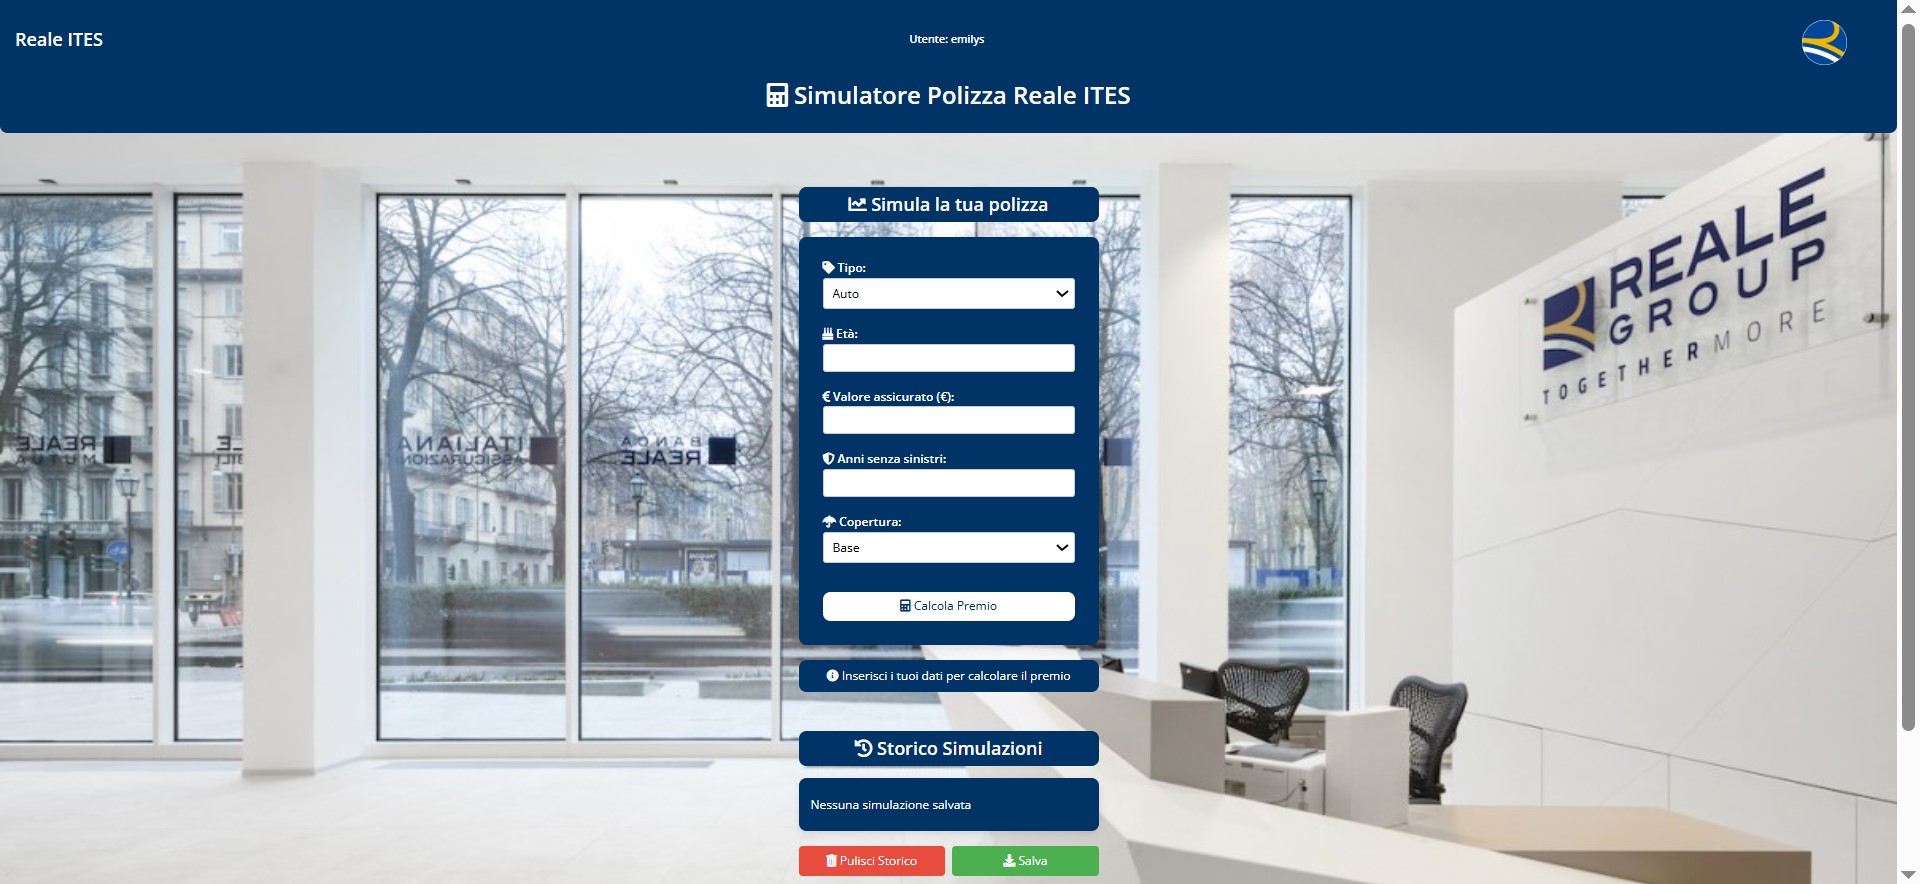 Reale ITES
Utente: emilys
Simulatore Polizza Reale ITES
Simula la tua polizza
Tipo:
Auto
Età:
Valore assicurato (€):
Anni senza sinistri:
Copertura:
Base
Calcola Premio
Inserisci i tuoi dati per calcolare il premio
Storico Simulazioni
Nessuna simulazione salvata
Pulisci Storico
Salva
REALE
GROUP
TOGETHERMORE
REALE
MUTUA
ITALIANA
ASSICURAZIONI
BANCA
REALE